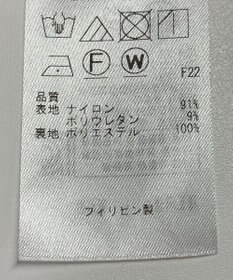 F W
F22
品質
表地 ナイロン 91%
ポリウレタン 9%
裏地 ポリエステル 100%
フィリピン製